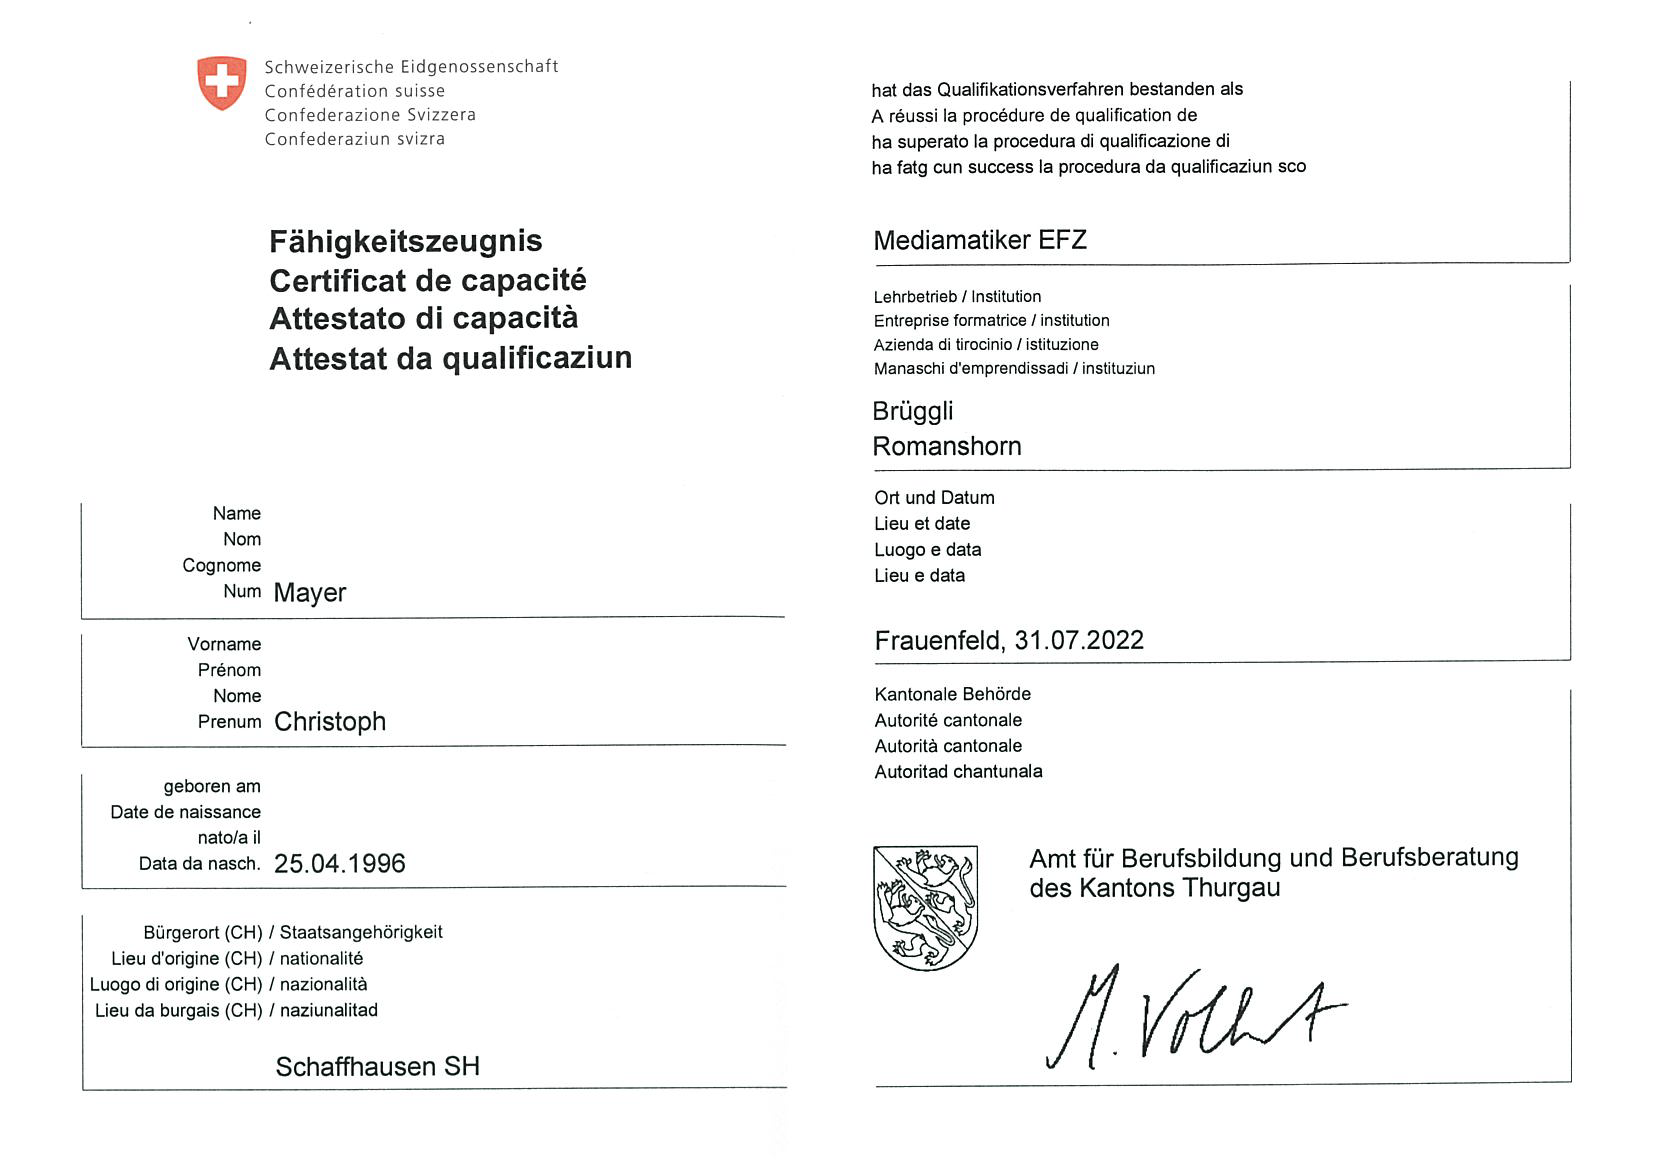 Schweizerische Eidgenossenschaft
Confédération suisse
Confederazione Svizzera
Confederaziun svizra
Fähigkeitszeugnis
Certificat de capacité
Attestato di capacità
Attestat da qualificaziun
Name
Nom
Cognome
Num Mayer
Vorname
Prénom
Nome
Prenum Christoph
geboren am
Date de naissance
nato/a il
Data da nasch. 25.04.1996
Bürgerort (CH) / Staatsangehörigkeit
Lieu d'origine (CH) / nationalité
Luogo di origine (CH) / nazionalità
Lieu da burgais (CH) / naziunalitad
Schaffhausen SH
hat das Qualifikationsverfahren bestanden als
A réussi la procédure de qualification de
ha superato la procedura di qualificazione di
ha fatg cun success la procedura da qualificaziun sco
Mediamatiker EFZ
Lehrbetrieb / Institution
Entreprise formatrice / institution
Azienda di tirocinio / istituzione
Manaschi d'emprendissadi / instituziun
Brüggli
Romanshorn
Ort und Datum
Lieu et date
Luogo e data
Lieu e data
Frauenfeld, 31.07.2022
Kantonale Behörde
Autorité cantonale
Autorità cantonale
Autoritad chantunala
Amt für Berufsbildung und Berufsberatung
des Kantons Thurgau
M.